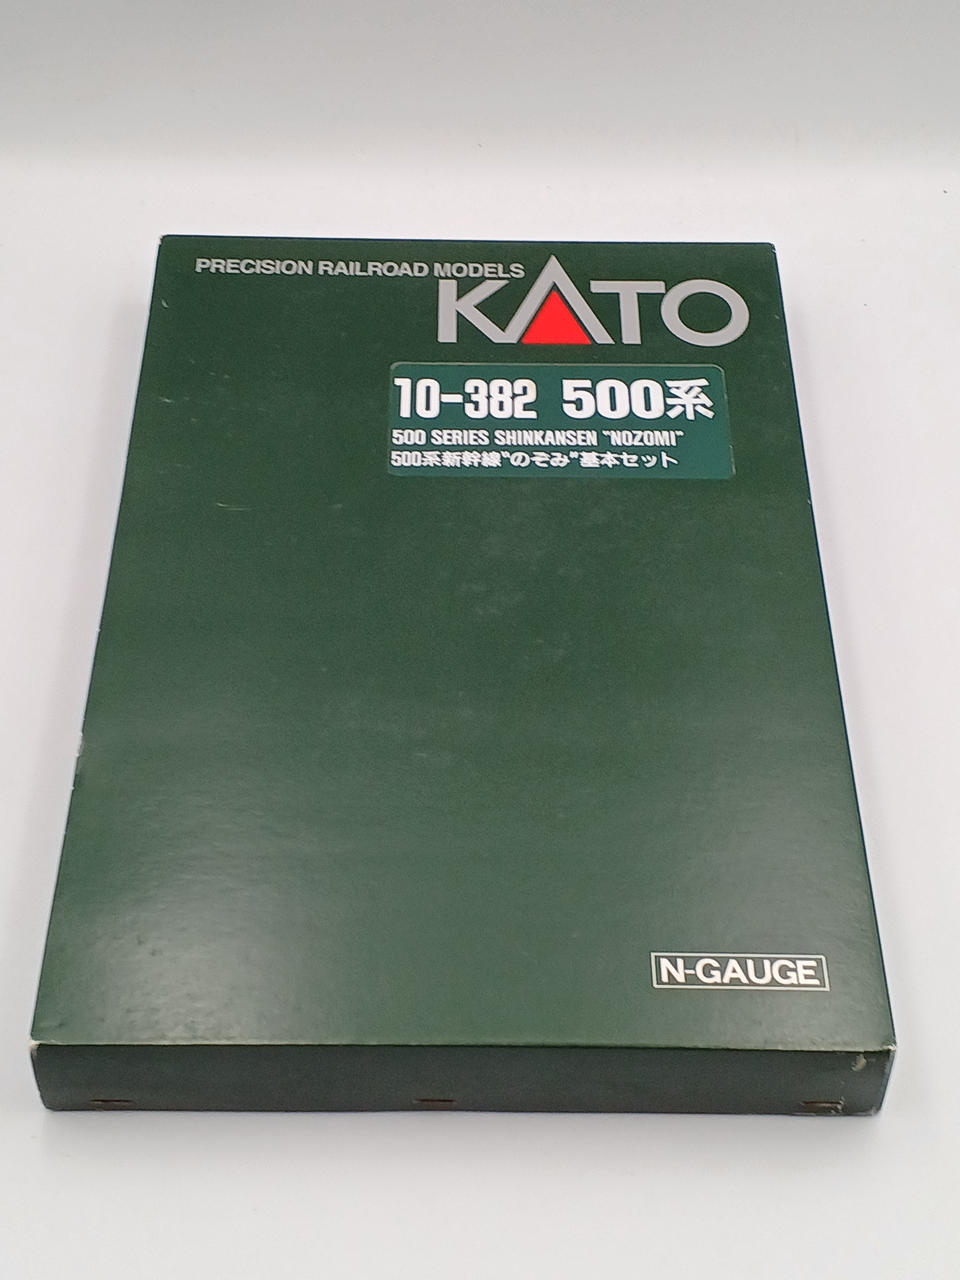 PRECISION RAILROAD MODELS
KATO
10-382 500系
500 SERIES SHINKANSEN "NOZOMI"
500系新幹線"のぞみ"基本セット
N-GAUGE